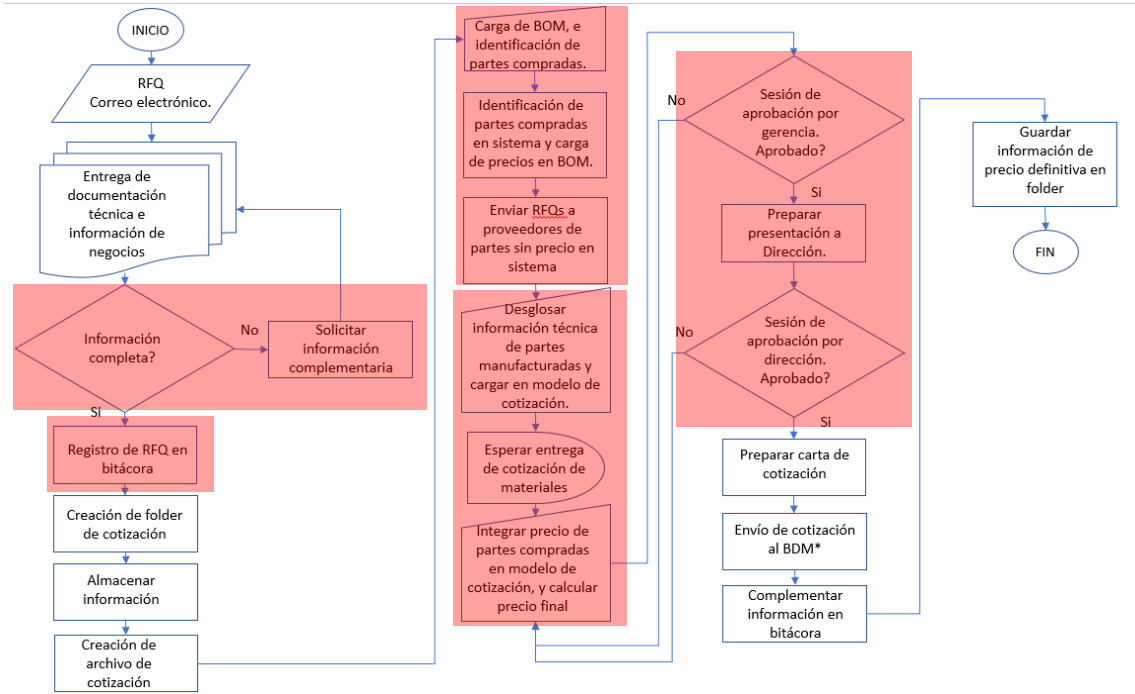 INICIO
RFQ
Correo electrónico.
Entrega de
documentación
técnica e
información de
negocios
Información
completa?
No
Solicitar
información
complementaria
Si
Registro de RFQ en
bitácora
Creación de folder
de cotización
Almacenar
información
Creación de
archivo de
cotización
Carga de BOM, e
identificación de
partes compradas.
Identificación de
partes compradas
en sistema y carga
de precios en BOM.
Enviar RFQs a
proveedores de
partes sin precio en
sistema
Desglosar
información técnica
de partes
manufacturadas y
cargar en modelo de
cotización.
Esperar entrega
de cotización de
materiales
Integrar precio de
partes compradas
en modelo de
cotización, y calcular
precio final
No
Sesión de
aprobación por
gerencia.
Aprobado?
Si
Preparar
presentación a
Dirección.
No
Sesión de
aprobación por
dirección.
Aprobado?
Si
Preparar carta de
cotización
Envío de cotización
al BDM*
Complementar
información en
bitácora
Guardar
información de
precio definitiva en
folder
FIN